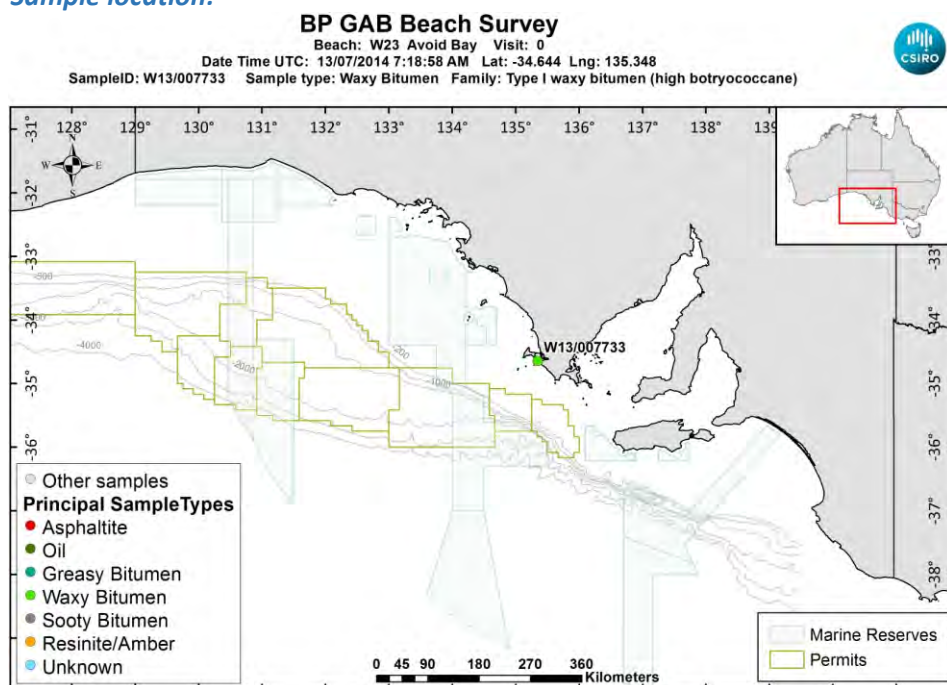 Sample location:
BP GAB Beach Survey
Beach: W23 Avoid Bay Visit: 0
Date Time UTC: 13/07/2014 7:18:58 AM Lat: -34.644 Lng: 135.348
SampleID: W13/007733 Sample type: Waxy Bitumen Family: Type I waxy bitumen (high botryococcane)
CSIRO
128° 129° 130° 131° 132° 133° 134° 135° 136° 137° 138° 139
-31°
-32°
-33°
-34°
-35°
-36°
-37°
-38°
N
W E
S
-31°
-32°
-33°
-34°
-35°
-36°
-37°
-38°
-4000
-2000
-200
-1000
W13/007733
Other samples
Principal SampleTypes
Asphaltite
Oil
Greasy Bitumen
Waxy Bitumen
Sooty Bitumen
Resinite/Amber
Unknown
0 45 90 180 270 360
Kilometers
Marine Reserves
Permits